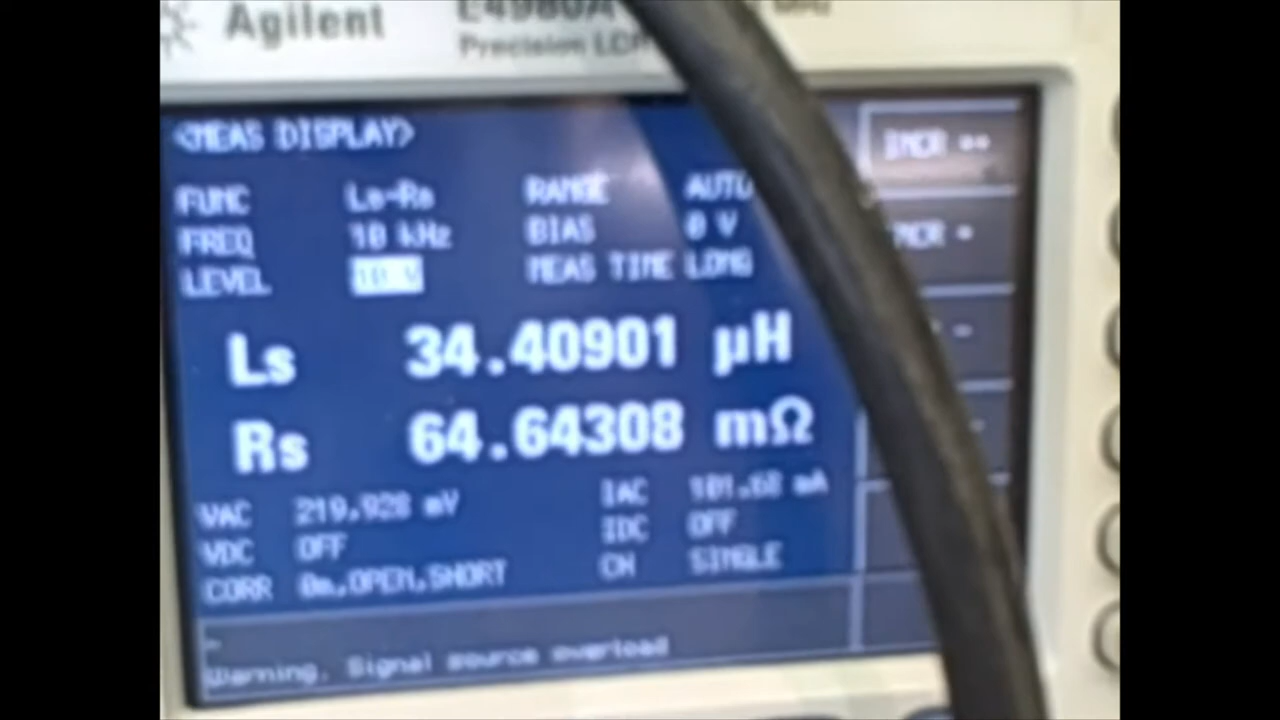 Agilent E4980A
Precision LCR
<MEAS DISPLAY>
FUNC Ls-Rs RANGE AUTO
FREQ 10 kHz BIAS 0 V
LEVEL 10 V MEAS TIME LONG
Ls 34.40901 µH
Rs 64.64308 mΩ
VAC 219.928 mV IAC 101.68 mA
VDC OFF IDC OFF
CORR 0m,OPEN,SHORT CH SINGLE
Warning, Signal source overload
INCR ++